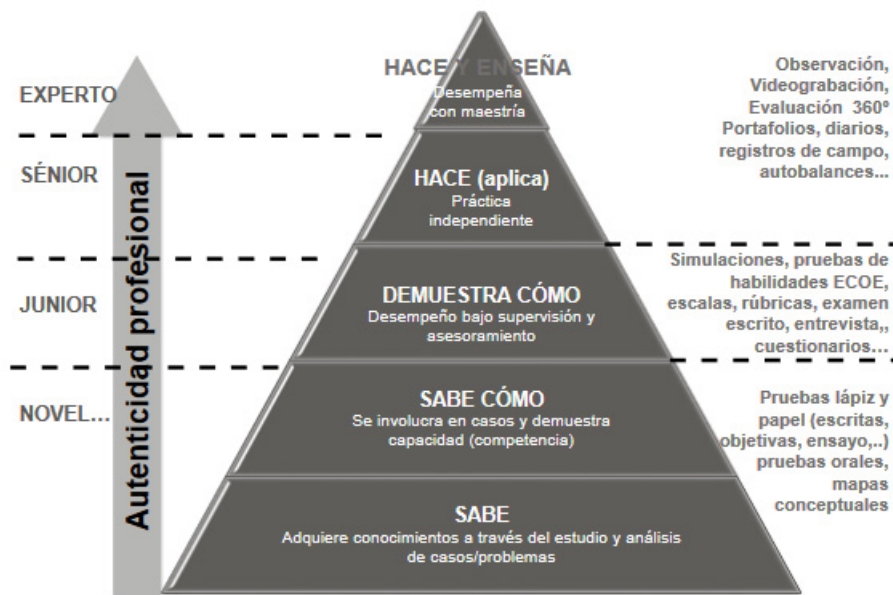 HACE Y ENSEÑA
Desempeña
con maestría
HACE (aplica)
Práctica
independiente
DEMUESTRA CÓMO
Desempeño bajo supervisión y
asesoramiento
SABE CÓMO
Se involucra en casos y demuestra
capacidad (competencia)
SABE
Adquiere conocimientos a través del estudio y análisis
de casos/problemas
EXPERTO
SÉNIOR
JUNIOR
NOVEL...
Autenticidad profesional
Observación,
Videograbación,
Evaluación 360º
Portafolios, diarios,
registros de campo,
autobalances...
Simulaciones, pruebas de
habilidades ECOE,
escalas, rúbricas, examen
escrito, entrevista,,
cuestionarios...
Pruebas lápiz y
papel (escritas,
objetivas, ensayo,..)
pruebas orales,
mapas
conceptuales